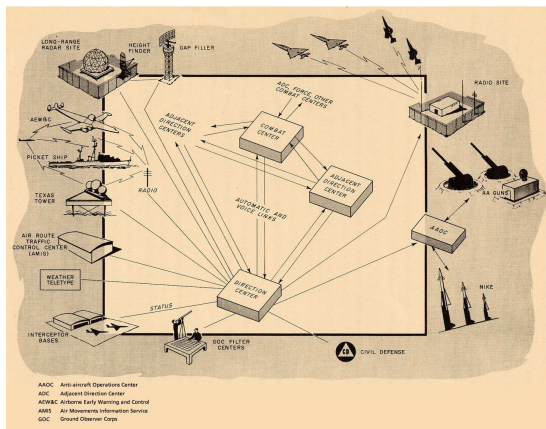 LONG-RANGE
RADAR SITE
HEIGHT
FINDER
GAP FILLER
AEW&C
PICKET SHIP
TEXAS
TOWER
AIR ROUTE
TRAFFIC
CONTROL CENTER
(AMIS)
WEATHER
TELETYPE
INTERCEPTOR
BASES
RADIO
ADJACENT
DIRECTION
CENTERS
ADC, FORCE, OTHER
COMBAT CENTERS
COMBAT
CENTER
ADJACENT
DIRECTION
CENTER
AUTOMATIC AND
VOICE LINKS
DIRECTION
CENTER
STATUS
GOC FILTER
CENTERS
CD
CIVIL DEFENSE
RADIO SITE
AA GUNS
AAOC
NIKE
AAOC Anti-aircraft Operations Center
ADC Adjacent Direction Center
AEW&C Airborne Early Warning and Control
AMIS Air Movements Information Service
GOC Ground Observer Corps